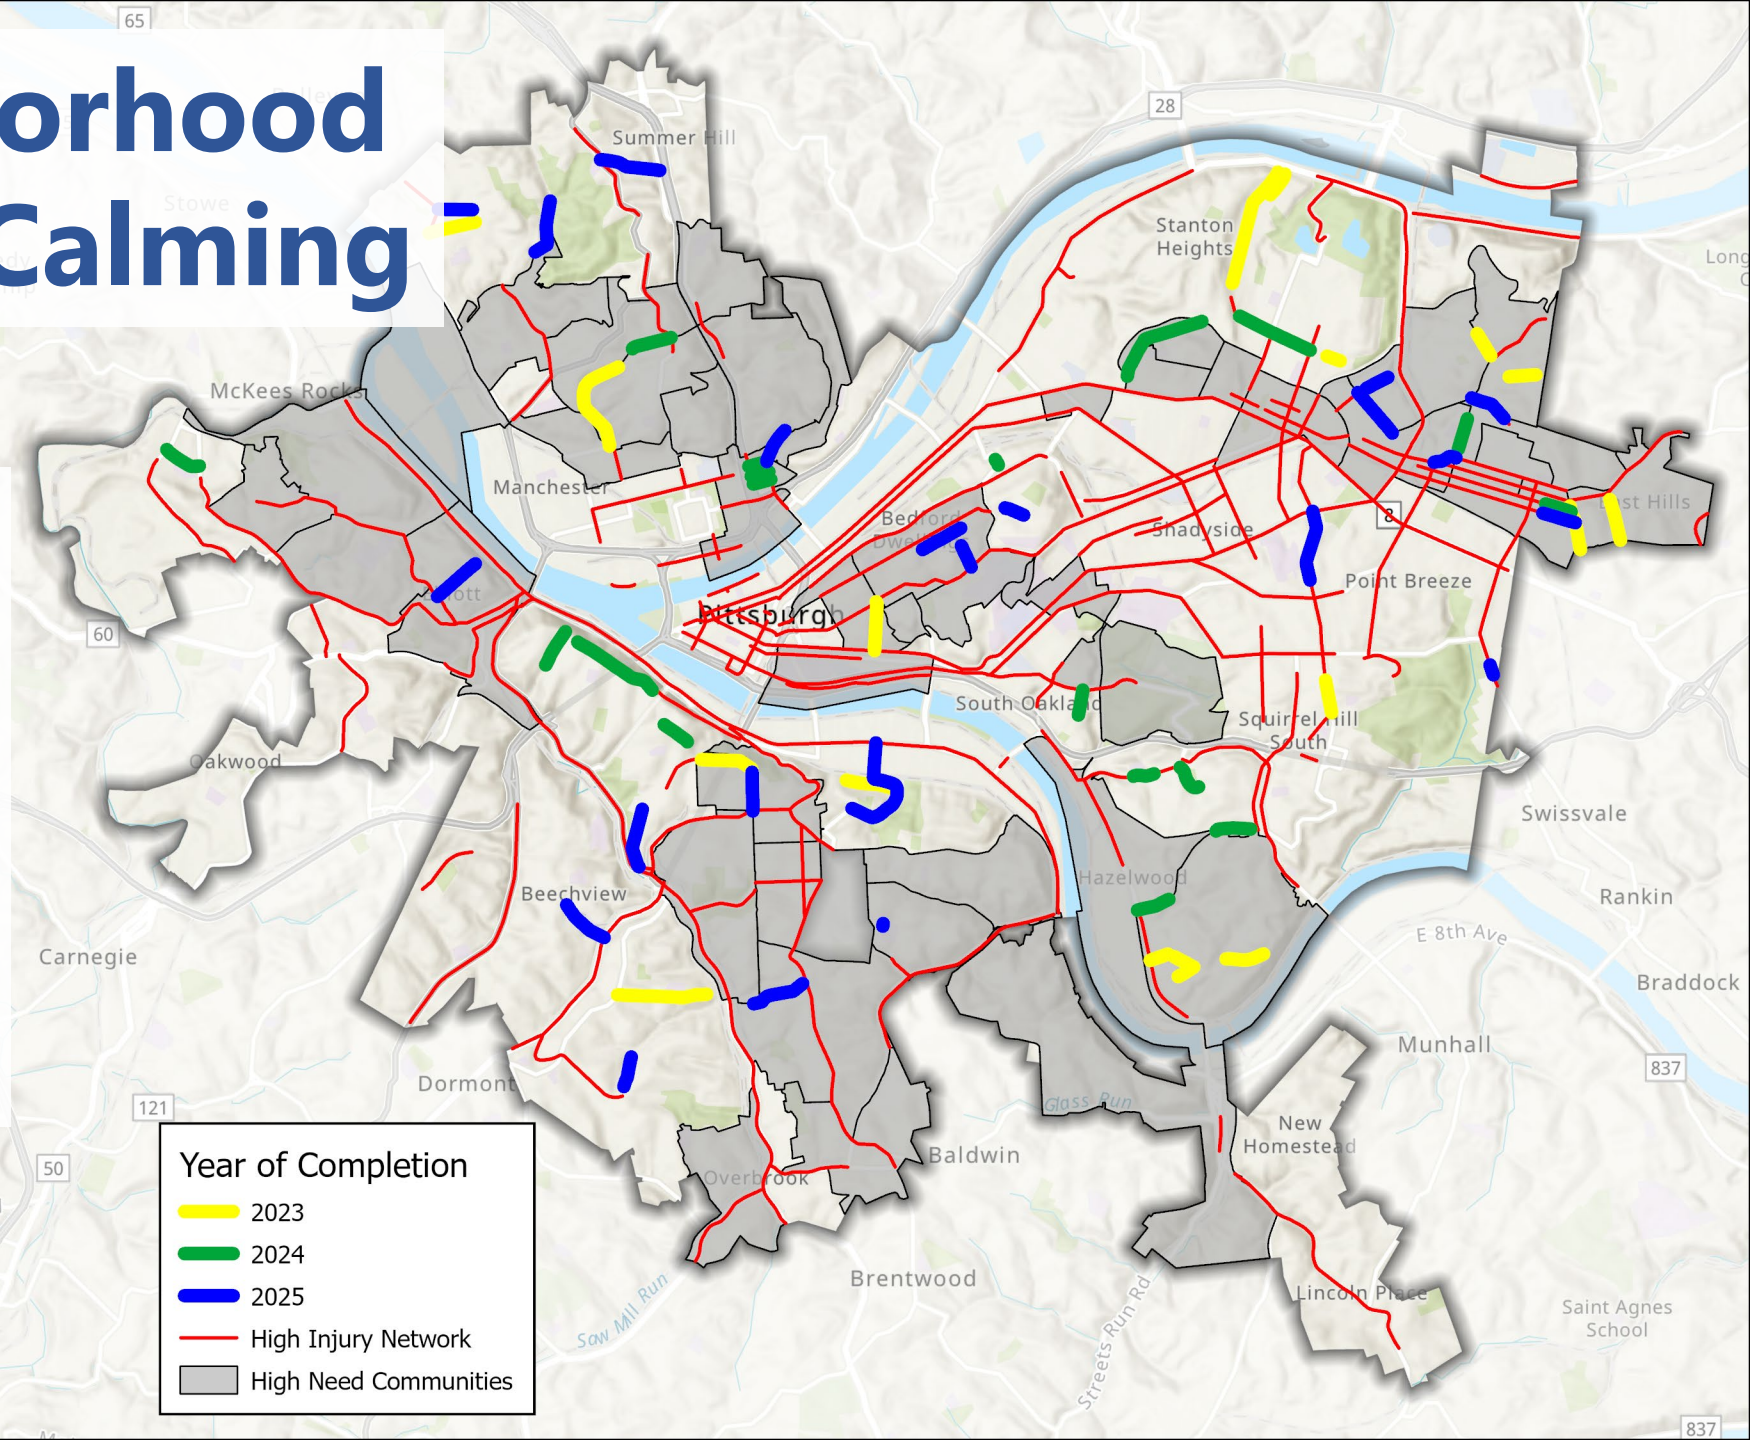 65
orhood
Calming
Summer Hill
28
Stowe
Stanton
Heights
McKees Rocks
Manchester
Bedford
Dwellings
Shadyside
8
East Hills
Point Breeze
Pittsburgh
60
South Oakland
Squirrel Hill
South
Oakwood
Swissvale
Beechview
Hazelwood
Rankin
E 8th Ave
Carnegie
Braddock
Munhall
837
Dormont
Glass Run
121
New
Homestead
50
Baldwin
Overbrook
Year of Completion
2023
2024
2025
High Injury Network
High Need Communities
Brentwood
Lincoln Place
Saw Mill Run
Streets Run Rd
Saint Agnes
School
837